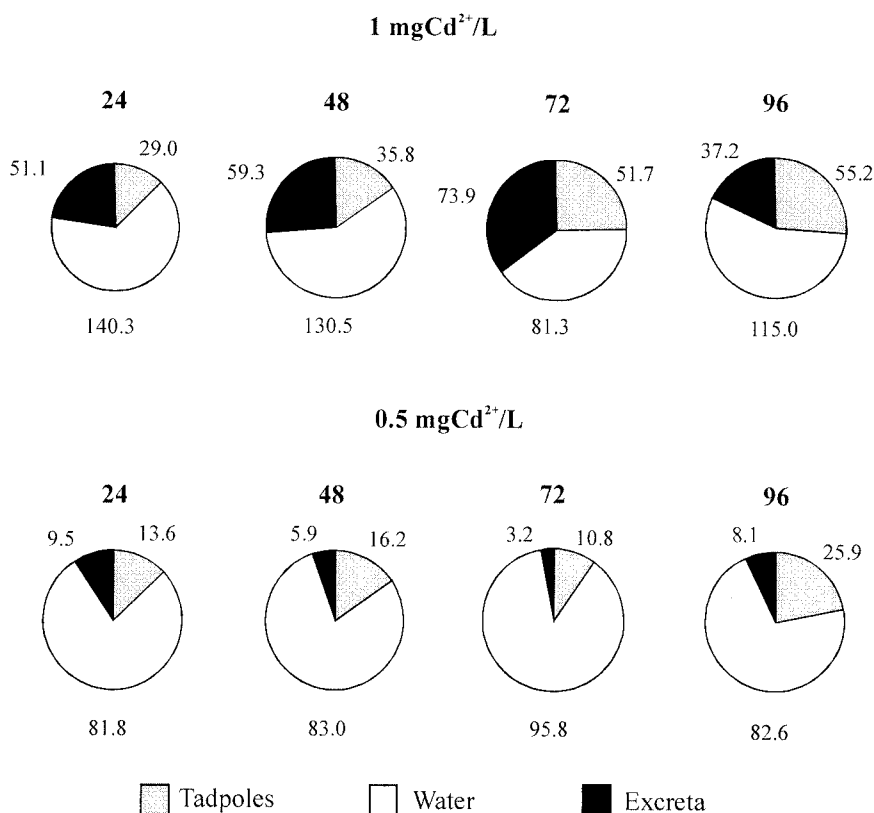 1 mgCd²⁺/L
24 48 72 96
51.1 29.0 59.3 35.8 73.9 51.7 37.2 55.2
140.3 130.5 81.3 115.0
0.5 mgCd²⁺/L
24 48 72 96
9.5 13.6 5.9 16.2 3.2 10.8 8.1 25.9
81.8 83.0 95.8 82.6
Tadpoles Water Excreta